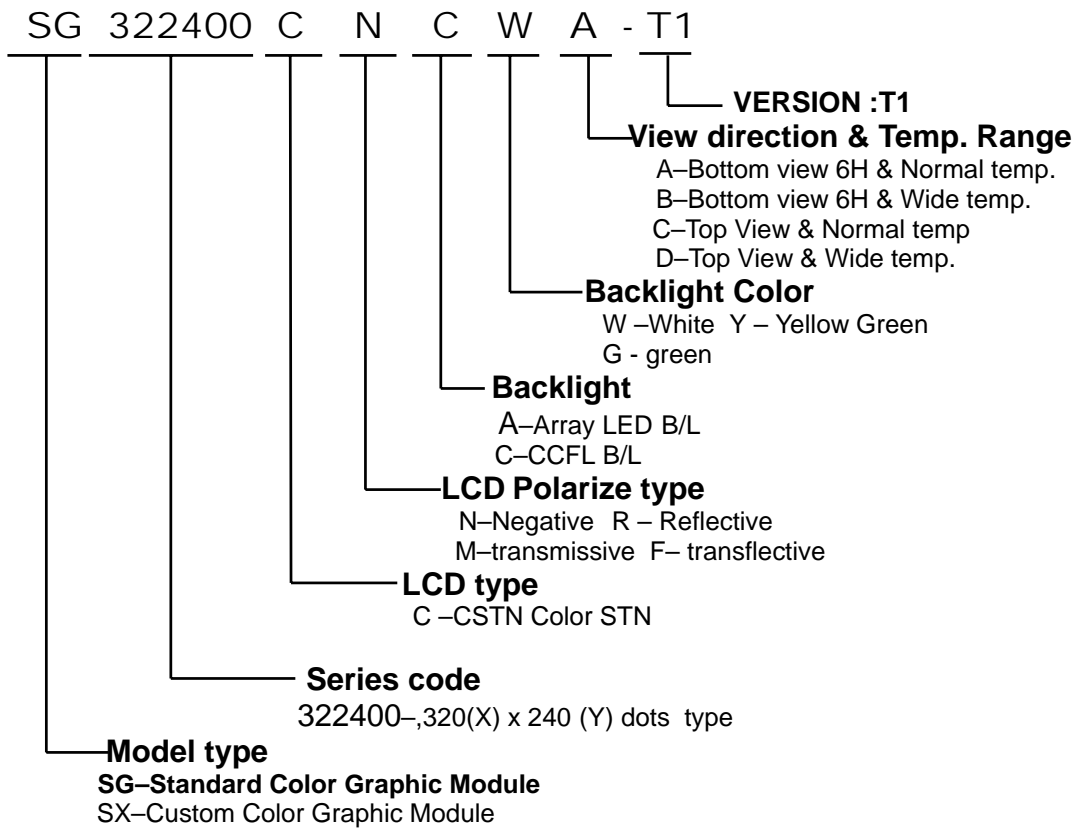 SG 322400 C N C W A - T1
VERSION :T1
View direction & Temp. Range
A–Bottom view 6H & Normal temp.
B–Bottom view 6H & Wide temp.
C–Top View & Normal temp
D–Top View & Wide temp.
Backlight Color
W –White Y – Yellow Green
G - green
Backlight
A–Array LED B/L
C–CCFL B/L
LCD Polarize type
N–Negative R – Reflective
M–transmissive F– transflective
LCD type
C –CSTN Color STN
Series code
322400–,320(X) x 240 (Y) dots type
Model type
SG–Standard Color Graphic Module
SX–Custom Color Graphic Module